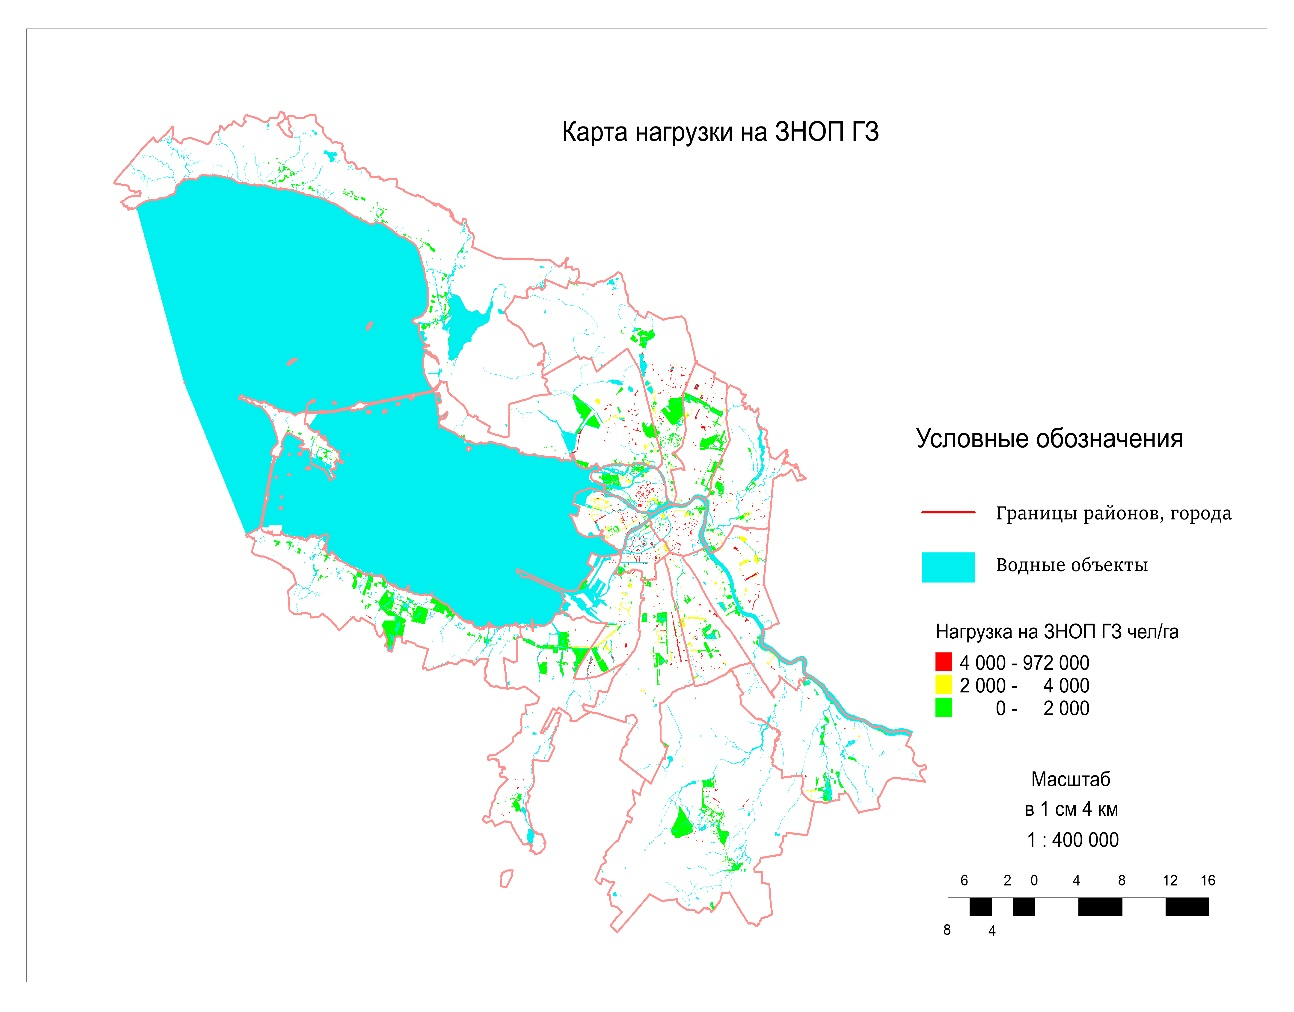 Карта нагрузки на ЗНОП ГЗ
Условные обозначения
Границы районов, города
Водные объекты
Нагрузка на ЗНОП ГЗ чел/га
4 000 - 972 000
2 000 - 4 000
0 - 2 000
Масштаб
в 1 см 4 км
1 : 400 000
6 2 0 4 8 12 16
8 4